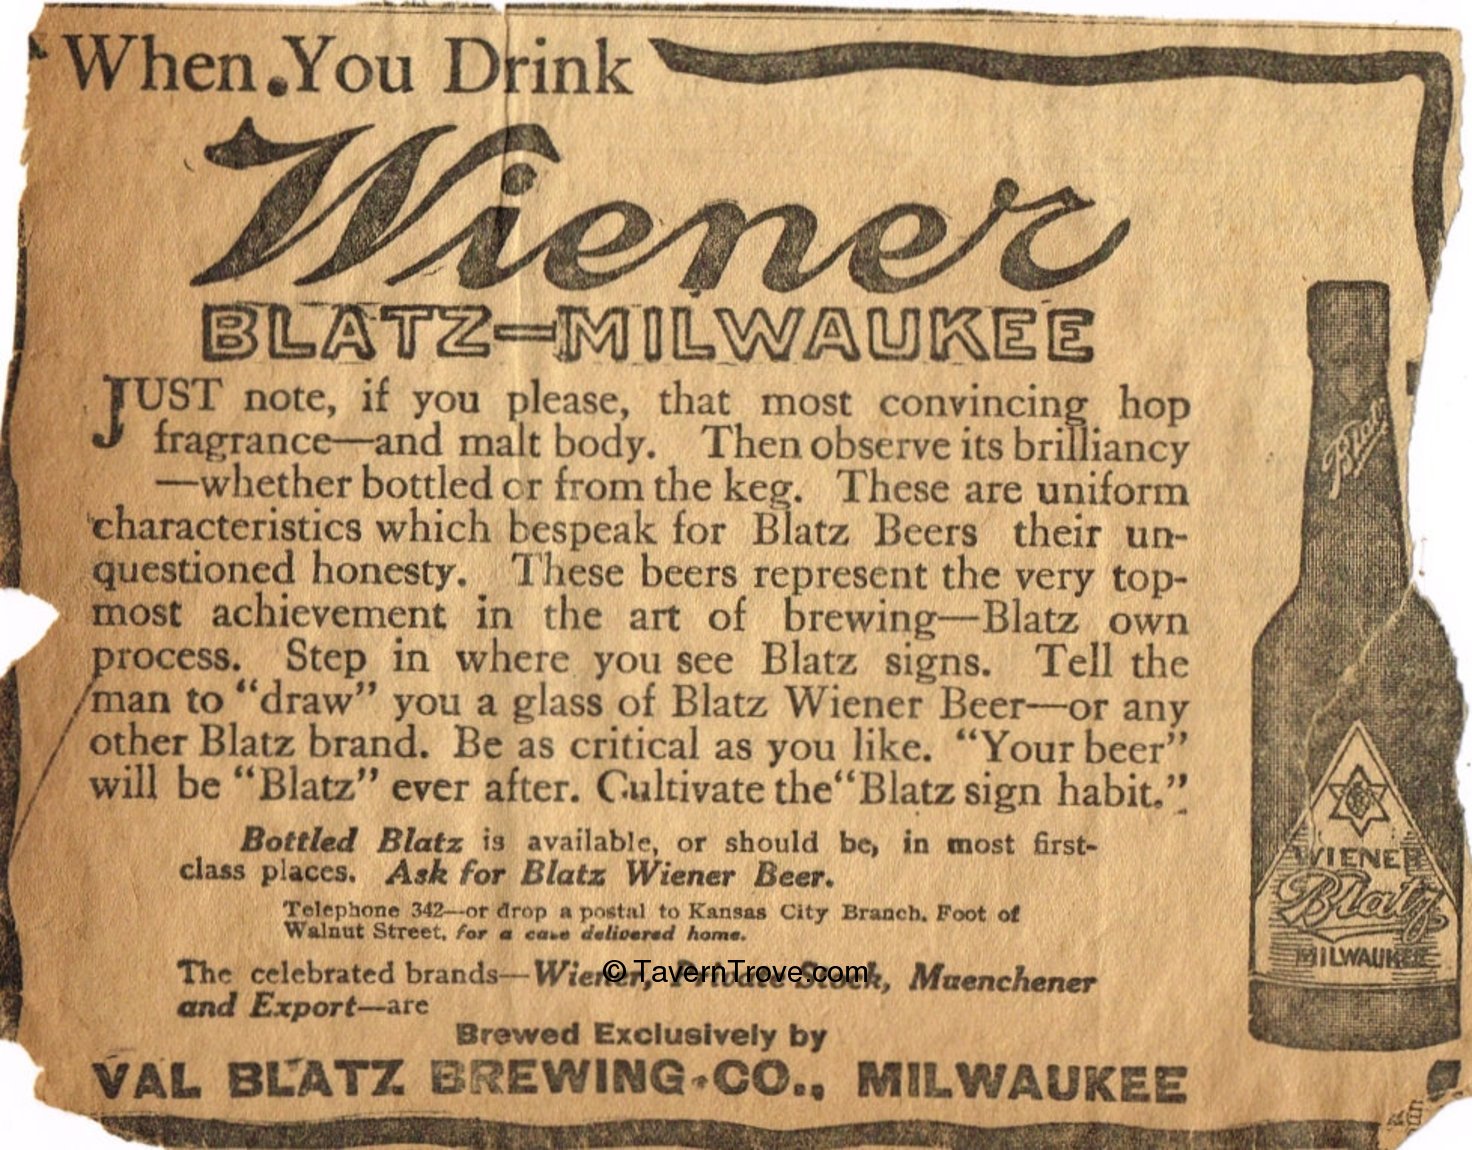 When You Drink
Wiener
BLATZ-MILWAUKEE
JUST note, if you please, that most convincing hop
fragrance—and malt body. Then observe its brilliancy
—whether bottled or from the keg. These are uniform
characteristics which bespeak for Blatz Beers their un-
questioned honesty. These beers represent the very top-
most achievement in the art of brewing—Blatz own
process. Step in where you see Blatz signs. Tell the
man to "draw" you a glass of Blatz Wiener Beer—or any
other Blatz brand. Be as critical as you like. "Your beer"
will be "Blatz" ever after. Cultivate the "Blatz sign habit."
Bottled Blatz is available, or should be, in most first-
class places. Ask for Blatz Wiener Beer.
Telephone 342—or drop a postal to Kansas City Branch, Foot of
Walnut Street, for a case delivered home.
The celebrated brands—Wiener, Private Stock, Muenchener
and Export—are
Brewed Exclusively by
VAL BLATZ BREWING CO., MILWAUKEE
Blatz
WIENER
Blatz
MILWAUKEE
© TavernTrove.com